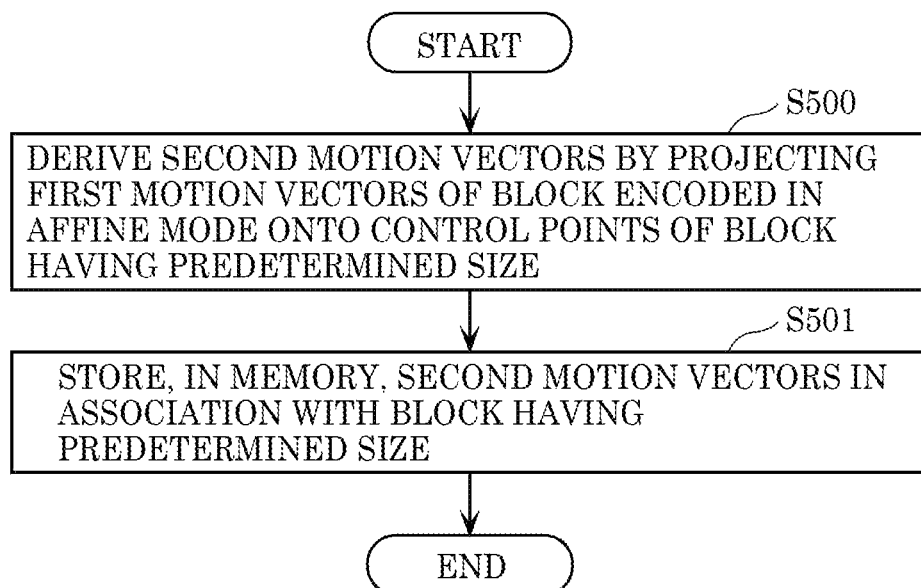 START
S500
DERIVE SECOND MOTION VECTORS BY PROJECTING
FIRST MOTION VECTORS OF BLOCK ENCODED IN
AFFINE MODE ONTO CONTROL POINTS OF BLOCK
HAVING PREDETERMINED SIZE
S501
STORE, IN MEMORY, SECOND MOTION VECTORS IN
ASSOCIATION WITH BLOCK HAVING
PREDETERMINED SIZE
END